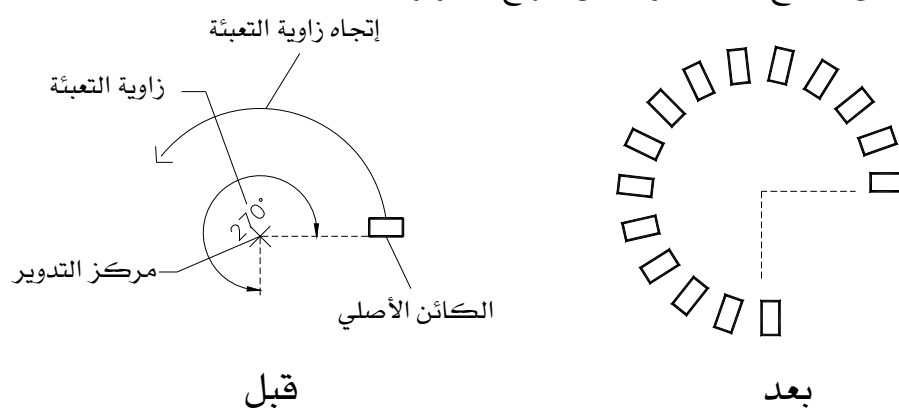 إتجاه زاوية التعبئة
زاوية التعبئة
270°
مركز التدوير
الكائن الأصلي
قبل
بعد